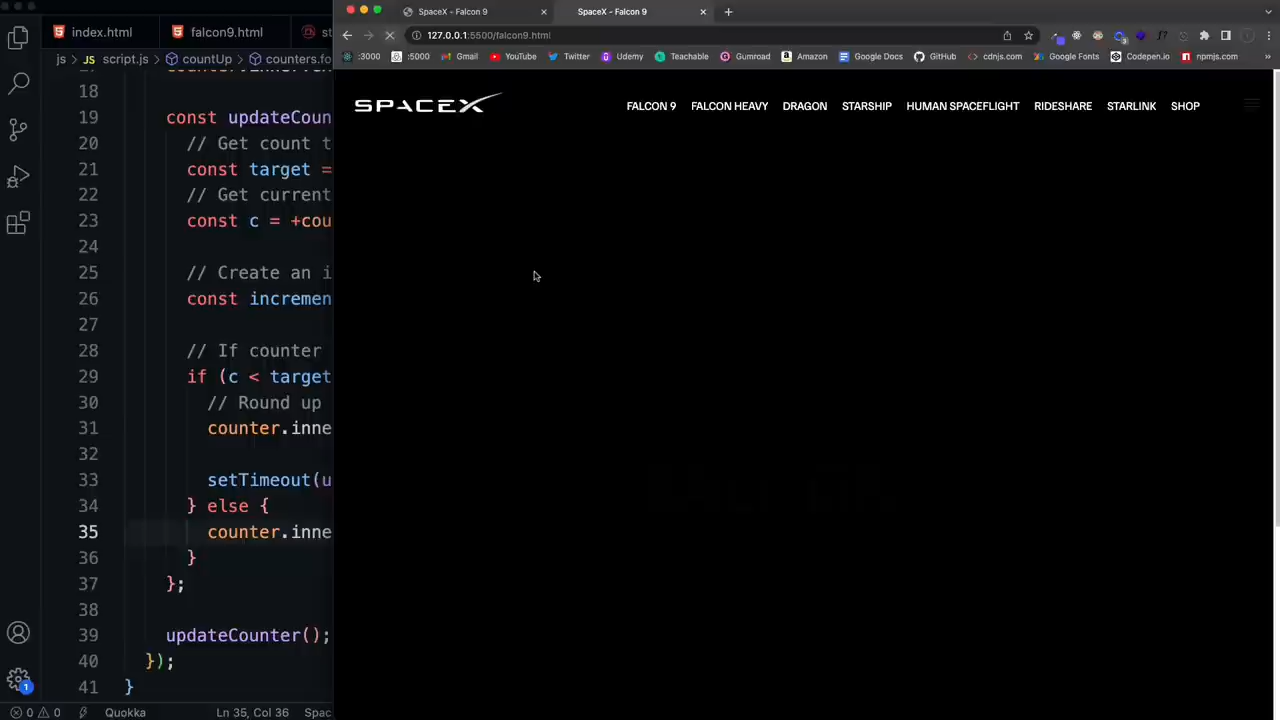 index.html
falcon9.html
st
js
JS script.js
countUp
counters.fo
18
19 const updateCoun
20 // Get count t
21 const target =
22 // Get current
23 const c = +cou
24
25 // Create an i
26 const incremen
27
28 // If counter
29 if (c < target
30 // Round up
31 counter.inne
32
33 setTimeout(u
34 } else {
35 counter.inne
36 }
37 };
38
39 updateCounter();
40 });
41 }
1
0 0
Quokka
Ln 35, Col 36
Spac
SpaceX - Falcon 9
SpaceX - Falcon 9
127.0.0.1:5500/falcon9.html
:3000
:5000
Gmail
YouTube
Twitter
Udemy
Teachable
Gumroad
Amazon
Google Docs
GitHub
cdnjs.com
Google Fonts
Codepen.io
npmjs.com
»
SPACEX
FALCON 9
FALCON HEAVY
DRAGON
STARSHIP
HUMAN SPACEFLIGHT
RIDESHARE
STARLINK
SHOP